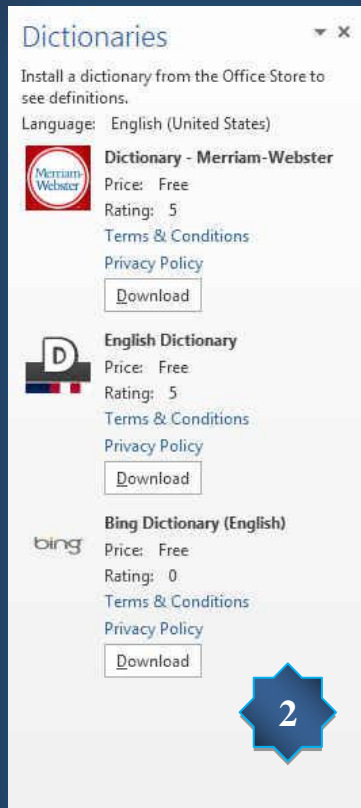 Dictionaries
Install a dictionary from the Office Store to
see definitions.
Language: English (United States)
Merriam-
Webster
Dictionary - Merriam-Webster
Price: Free
Rating: 5
Terms & Conditions
Privacy Policy
Download
D
English Dictionary
Price: Free
Rating: 5
Terms & Conditions
Privacy Policy
Download
bing
Bing Dictionary (English)
Price: Free
Rating: 0
Terms & Conditions
Privacy Policy
Download
2